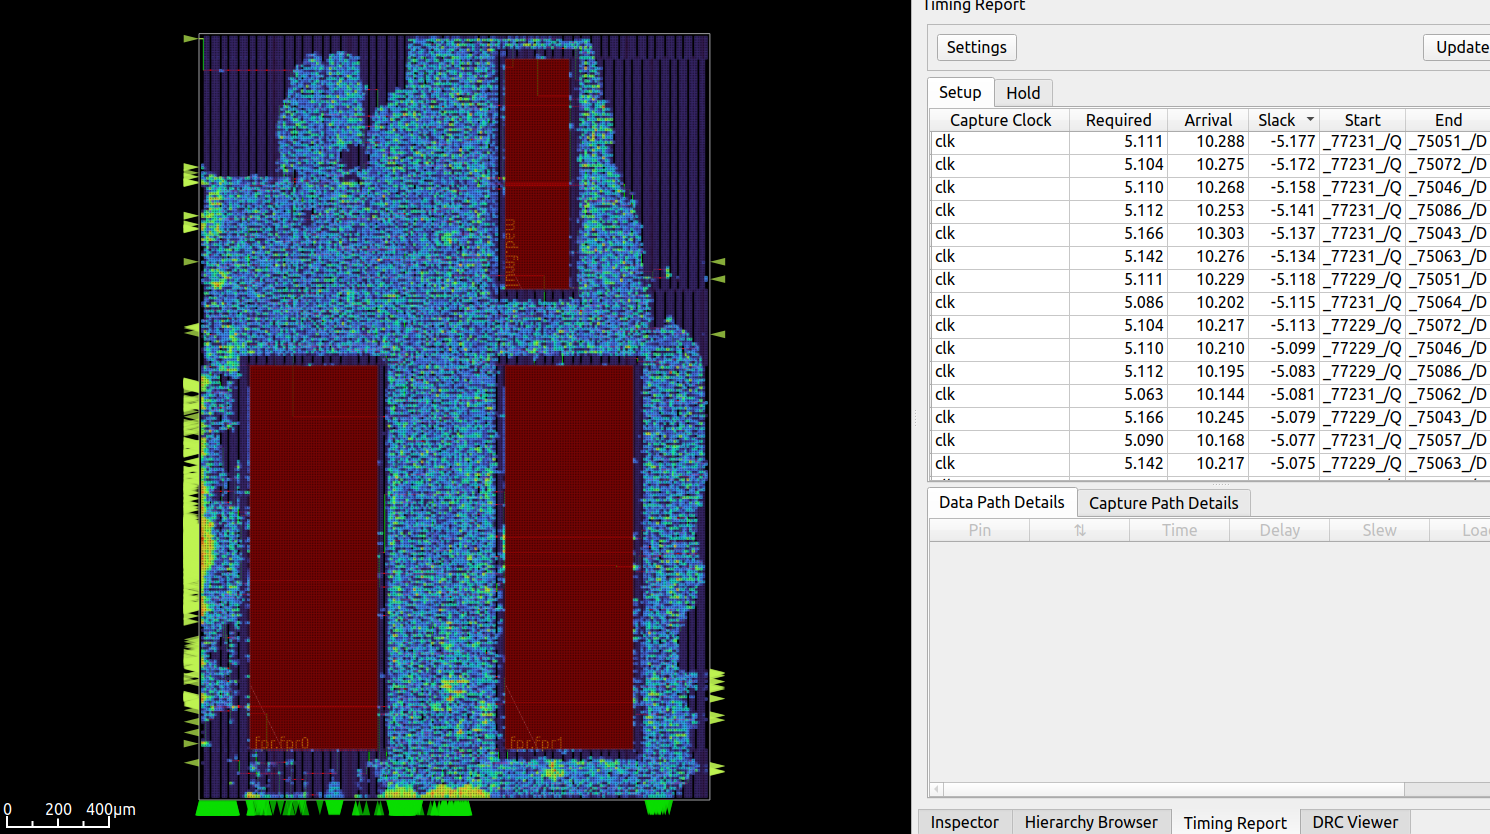 Timing Report
Settings
Update
Setup
Hold
Capture Clock Required Arrival Slack Start End
clk 5.111 10.288 -5.177 _77231_/Q _75051_/D
clk 5.104 10.275 -5.172 _77231_/Q _75072_/D
clk 5.110 10.268 -5.158 _77231_/Q _75046_/D
clk 5.112 10.253 -5.141 _77231_/Q _75086_/D
clk 5.166 10.303 -5.137 _77231_/Q _75043_/D
clk 5.142 10.276 -5.134 _77231_/Q _75063_/D
clk 5.111 10.229 -5.118 _77229_/Q _75051_/D
clk 5.086 10.202 -5.115 _77231_/Q _75064_/D
clk 5.104 10.217 -5.113 _77229_/Q _75072_/D
clk 5.110 10.210 -5.099 _77229_/Q _75046_/D
clk 5.112 10.195 -5.083 _77229_/Q _75086_/D
clk 5.063 10.144 -5.081 _77231_/Q _75062_/D
clk 5.166 10.245 -5.079 _77229_/Q _75043_/D
clk 5.090 10.168 -5.077 _77231_/Q _75057_/D
clk 5.142 10.217 -5.075 _77229_/Q _75063_/D
Data Path Details
Capture Path Details
Pin ⇅ Time Delay Slew Loa
fpr.fpr0
fpr.fpr1
0 200 400μm
Inspector
Hierarchy Browser
Timing Report
DRC Viewer